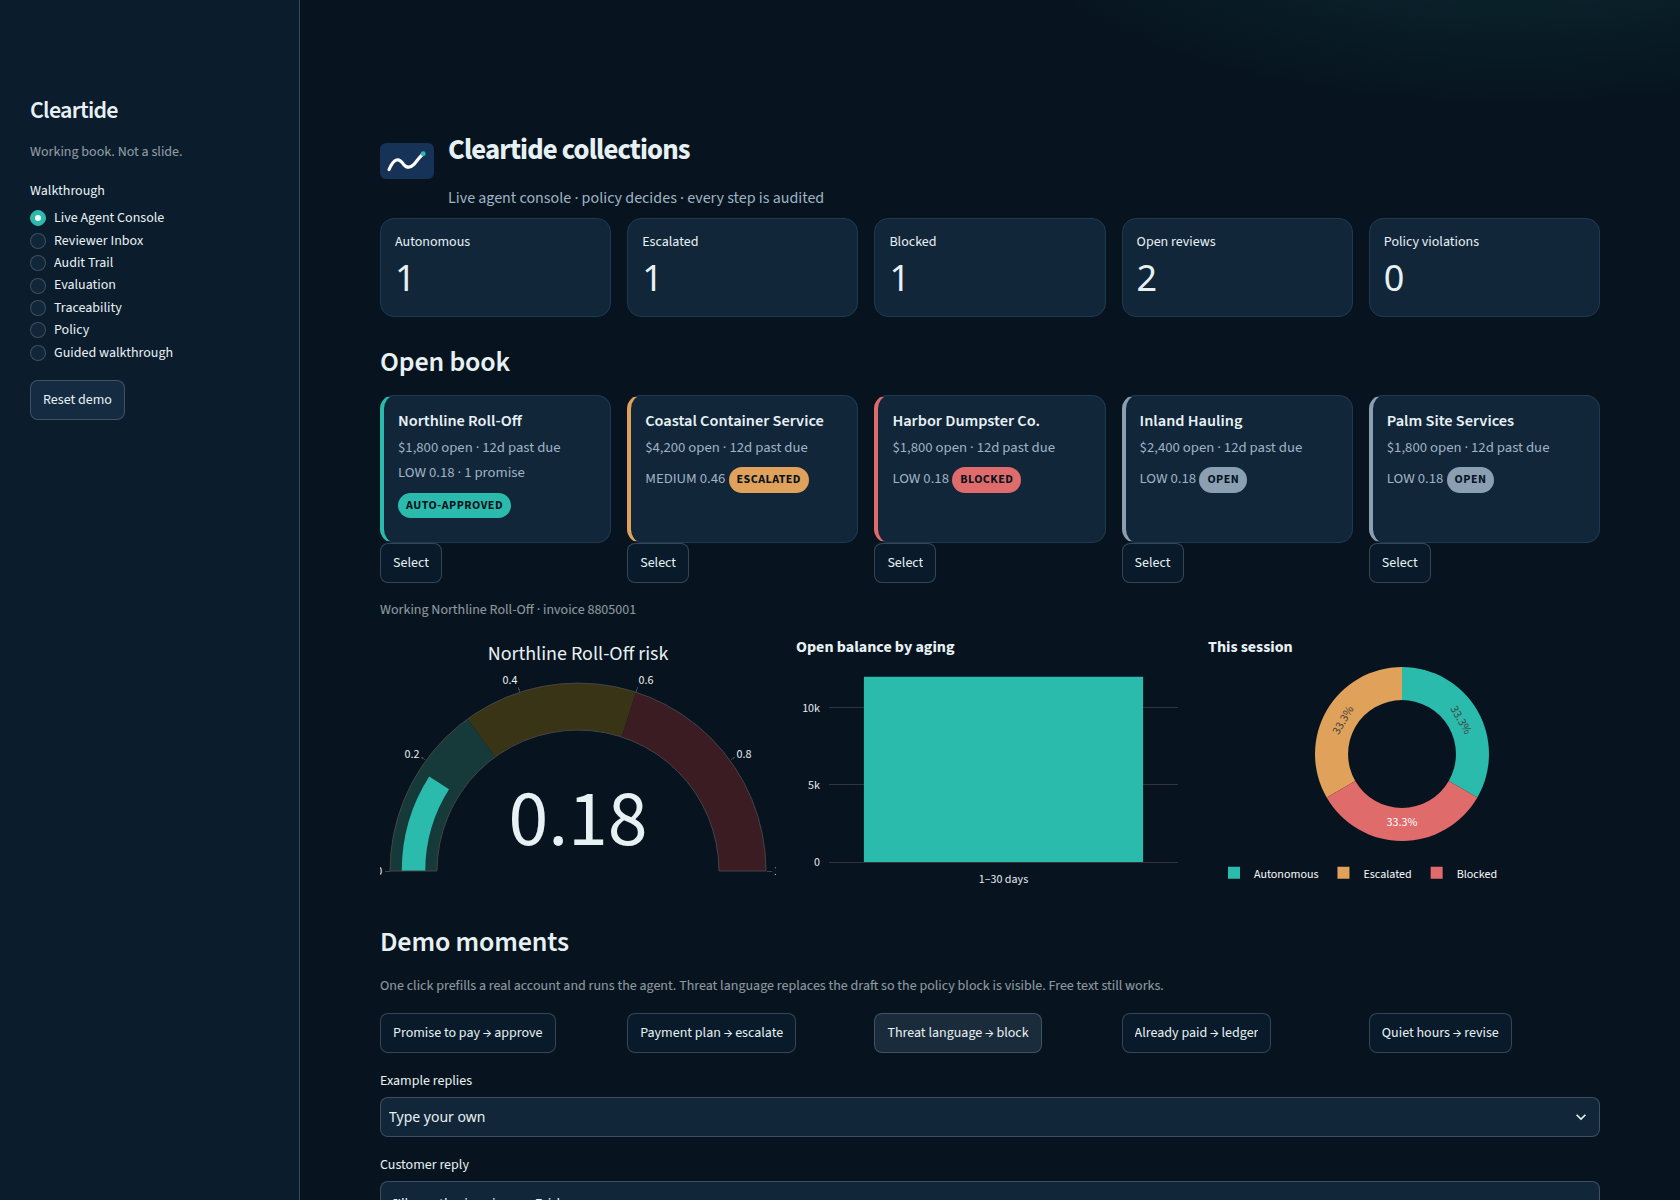 Cleartide
Working book. Not a slide.
Walkthrough
Live Agent Console
Reviewer Inbox
Audit Trail
Evaluation
Traceability
Policy
Guided walkthrough
Reset demo
Cleartide collections
Live agent console · policy decides · every step is audited
Autonomous
1
Escalated
1
Blocked
1
Open reviews
2
Policy violations
0
Open book
Northline Roll-Off
$1,800 open · 12d past due
LOW 0.18 · 1 promise
AUTO-APPROVED
Select
Coastal Container Service
$4,200 open · 12d past due
MEDIUM 0.46 ESCALATED
Select
Harbor Dumpster Co.
$1,800 open · 12d past due
LOW 0.18 BLOCKED
Select
Inland Hauling
$2,400 open · 12d past due
LOW 0.18 OPEN
Select
Palm Site Services
$1,800 open · 12d past due
LOW 0.18 OPEN
Select
Working Northline Roll-Off · invoice 8805001
Northline Roll-Off risk
0.2
0.4
0.6
0.8
0.18
Open balance by aging
10k
5k
0
1–30 days
This session
33.3%
33.3%
33.3%
Autonomous
Escalated
Blocked
Demo moments
One click prefills a real account and runs the agent. Threat language replaces the draft so the policy block is visible. Free text still works.
Promise to pay → approve
Payment plan → escalate
Threat language → block
Already paid → ledger
Quiet hours → revise
Example replies
Type your own
Customer reply